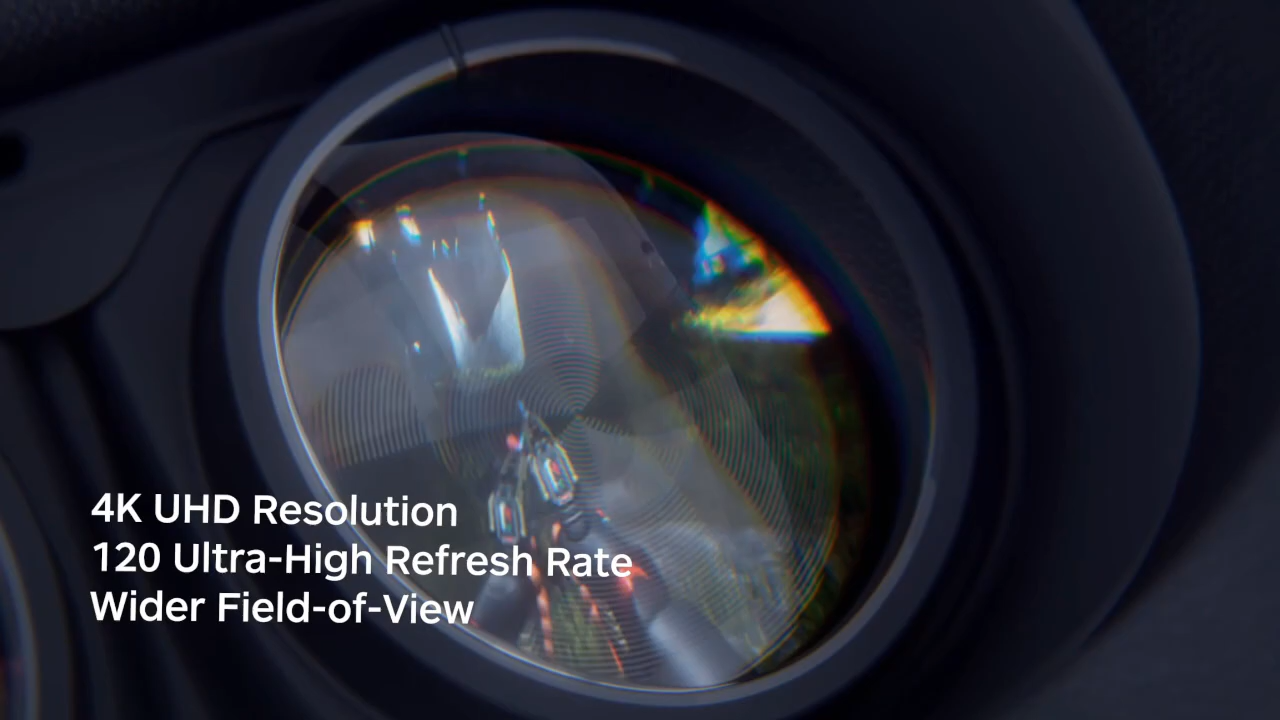 4K UHD Resolution
120 Ultra-High Refresh Rate
Wider Field-of-View